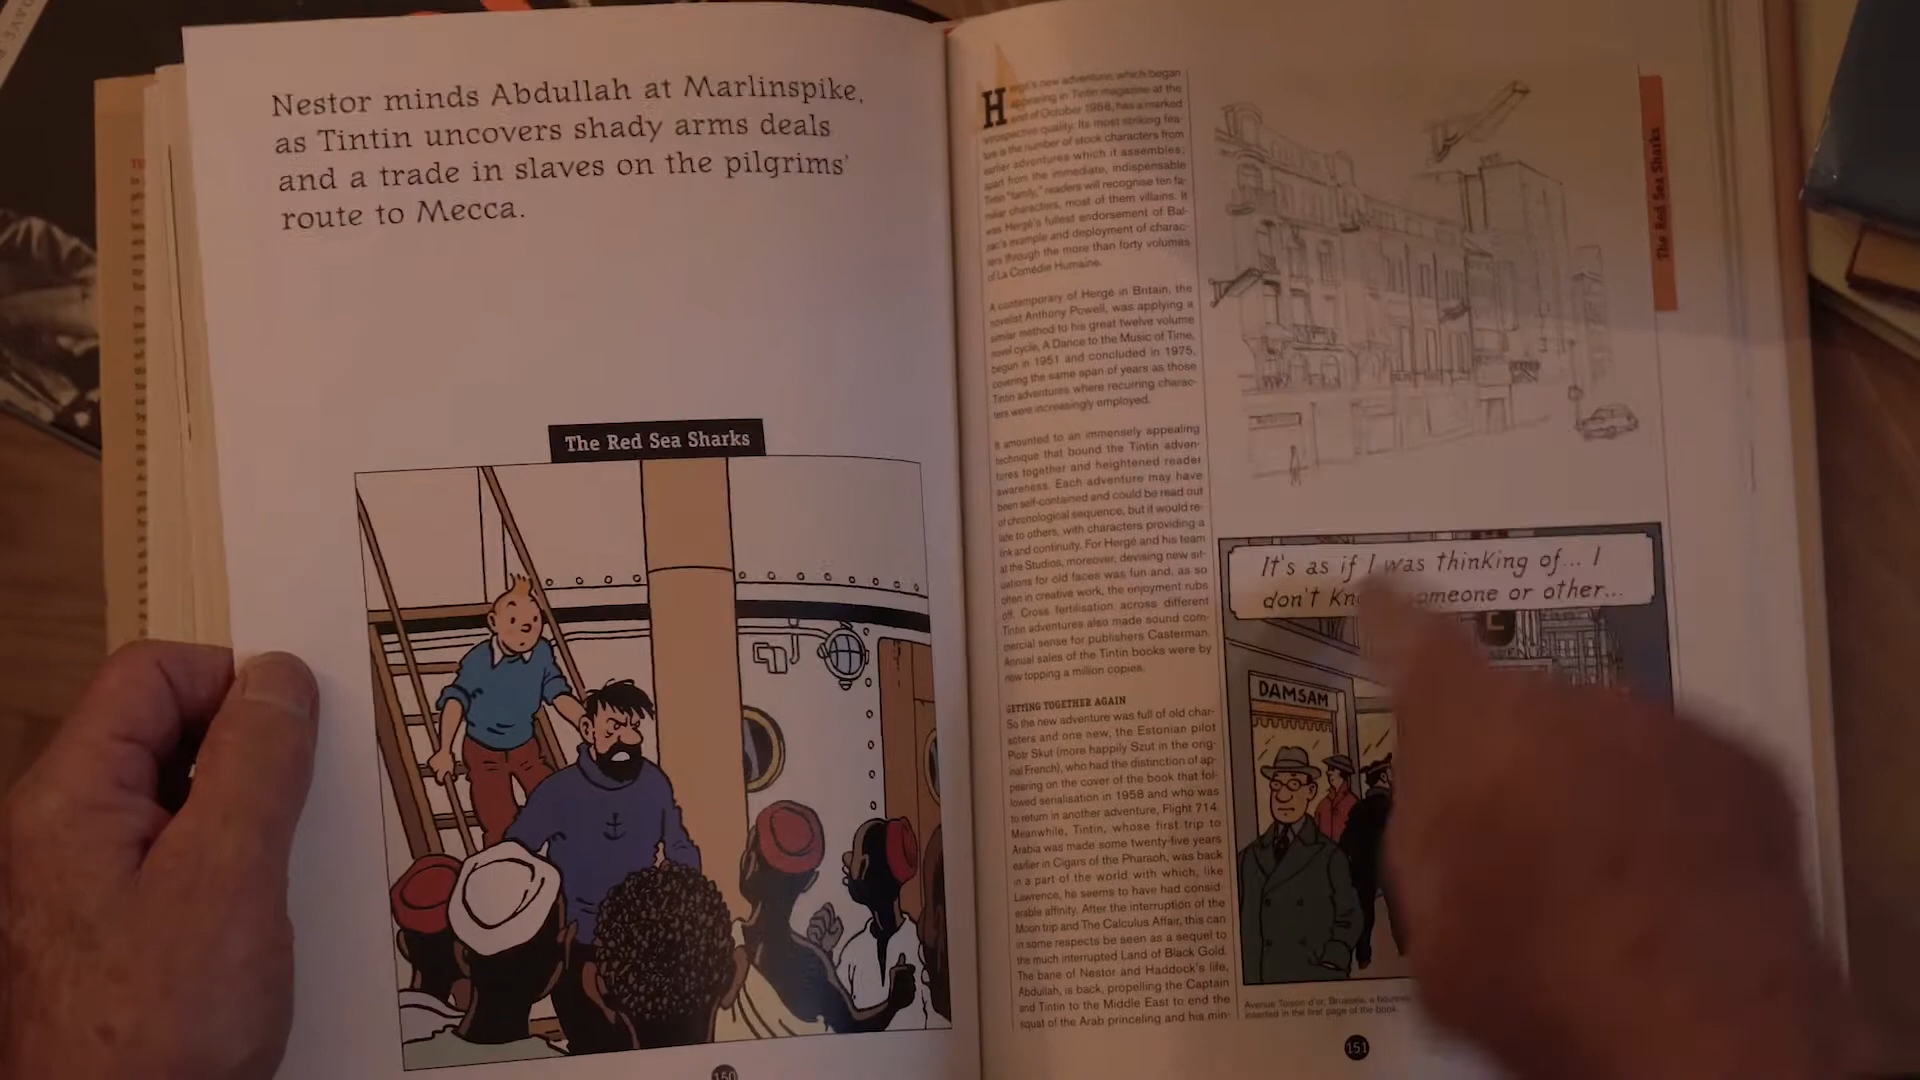 Nestor minds Abdullah at Marlinspike,
as Tintin uncovers shady arms deals
and a trade in slaves on the pilgrims'
route to Mecca.
The Red Sea Sharks
150
Hergé's new adventure, which began
appearing in Tintin magazine at the
end of October 1956, has a marked
retrospective quality. Its most striking fea-
ture is the number of stock characters from
earlier adventures which it assembles;
apart from the immediate, indispensable
Tintin "family," readers will recognise ten fa-
miliar characters, most of them villains. It
was Hergé's fullest endorsement of Bal-
zac's example and deployment of charac-
ters through the more than forty volumes
of La Comédie Humaine.
A contemporary of Hergé in Britain, the
novelist Anthony Powell, was applying a
similar method to his great twelve volume
novel cycle, A Dance to the Music of Time,
begun in 1951 and concluded in 1975,
covering the same span of years as those
Tintin adventures where recurring charac-
ters were increasingly employed.
It amounted to an immensely appealing
technique that bound the Tintin adven-
tures together and heightened reader
awareness. Each adventure may have
been self-contained and could be read out
of chronological sequence, but it would re-
late to others, with characters providing a
link and continuity. For Hergé and his team
at the Studios, moreover, devising new sit-
uations for old faces was fun and, as so
often in creative work, the enjoyment rubs
off. Cross fertilisation across different
Tintin adventures also made sound com-
mercial sense for publishers Casterman.
Annual sales of the Tintin books were by
now topping a million copies.
GETTING TOGETHER AGAIN
So the new adventure was full of old char-
acters and one new, the Estonian pilot
Piotr Skut (more happily Szut in the orig-
inal French), who had the distinction of ap-
pearing on the cover of the book that fol-
lowed serialisation in 1958 and who was
to return in another adventure, Flight 714.
Meanwhile, Tintin, whose first trip to
Arabia was made some twenty-five years
earlier in Cigars of the Pharaoh, was back
in a part of the world with which, like
Lawrence, he seems to have had consid-
erable affinity. After the interruption of the
Moon trip and The Calculus Affair, this can
in some respects be seen as a sequel to
the much interrupted Land of Black Gold.
The bane of Nestor and Haddock's life,
Abdullah, is back, propelling the Captain
and Tintin to the Middle East to end the
squat of the Arab princeling and his min-
The Red Sea Sharks
It's as if I was thinking of... I
don't someone or other...
DAMSAM
Avenue Toison d'or, Brussels, a
inserted in the first page of the book.
151